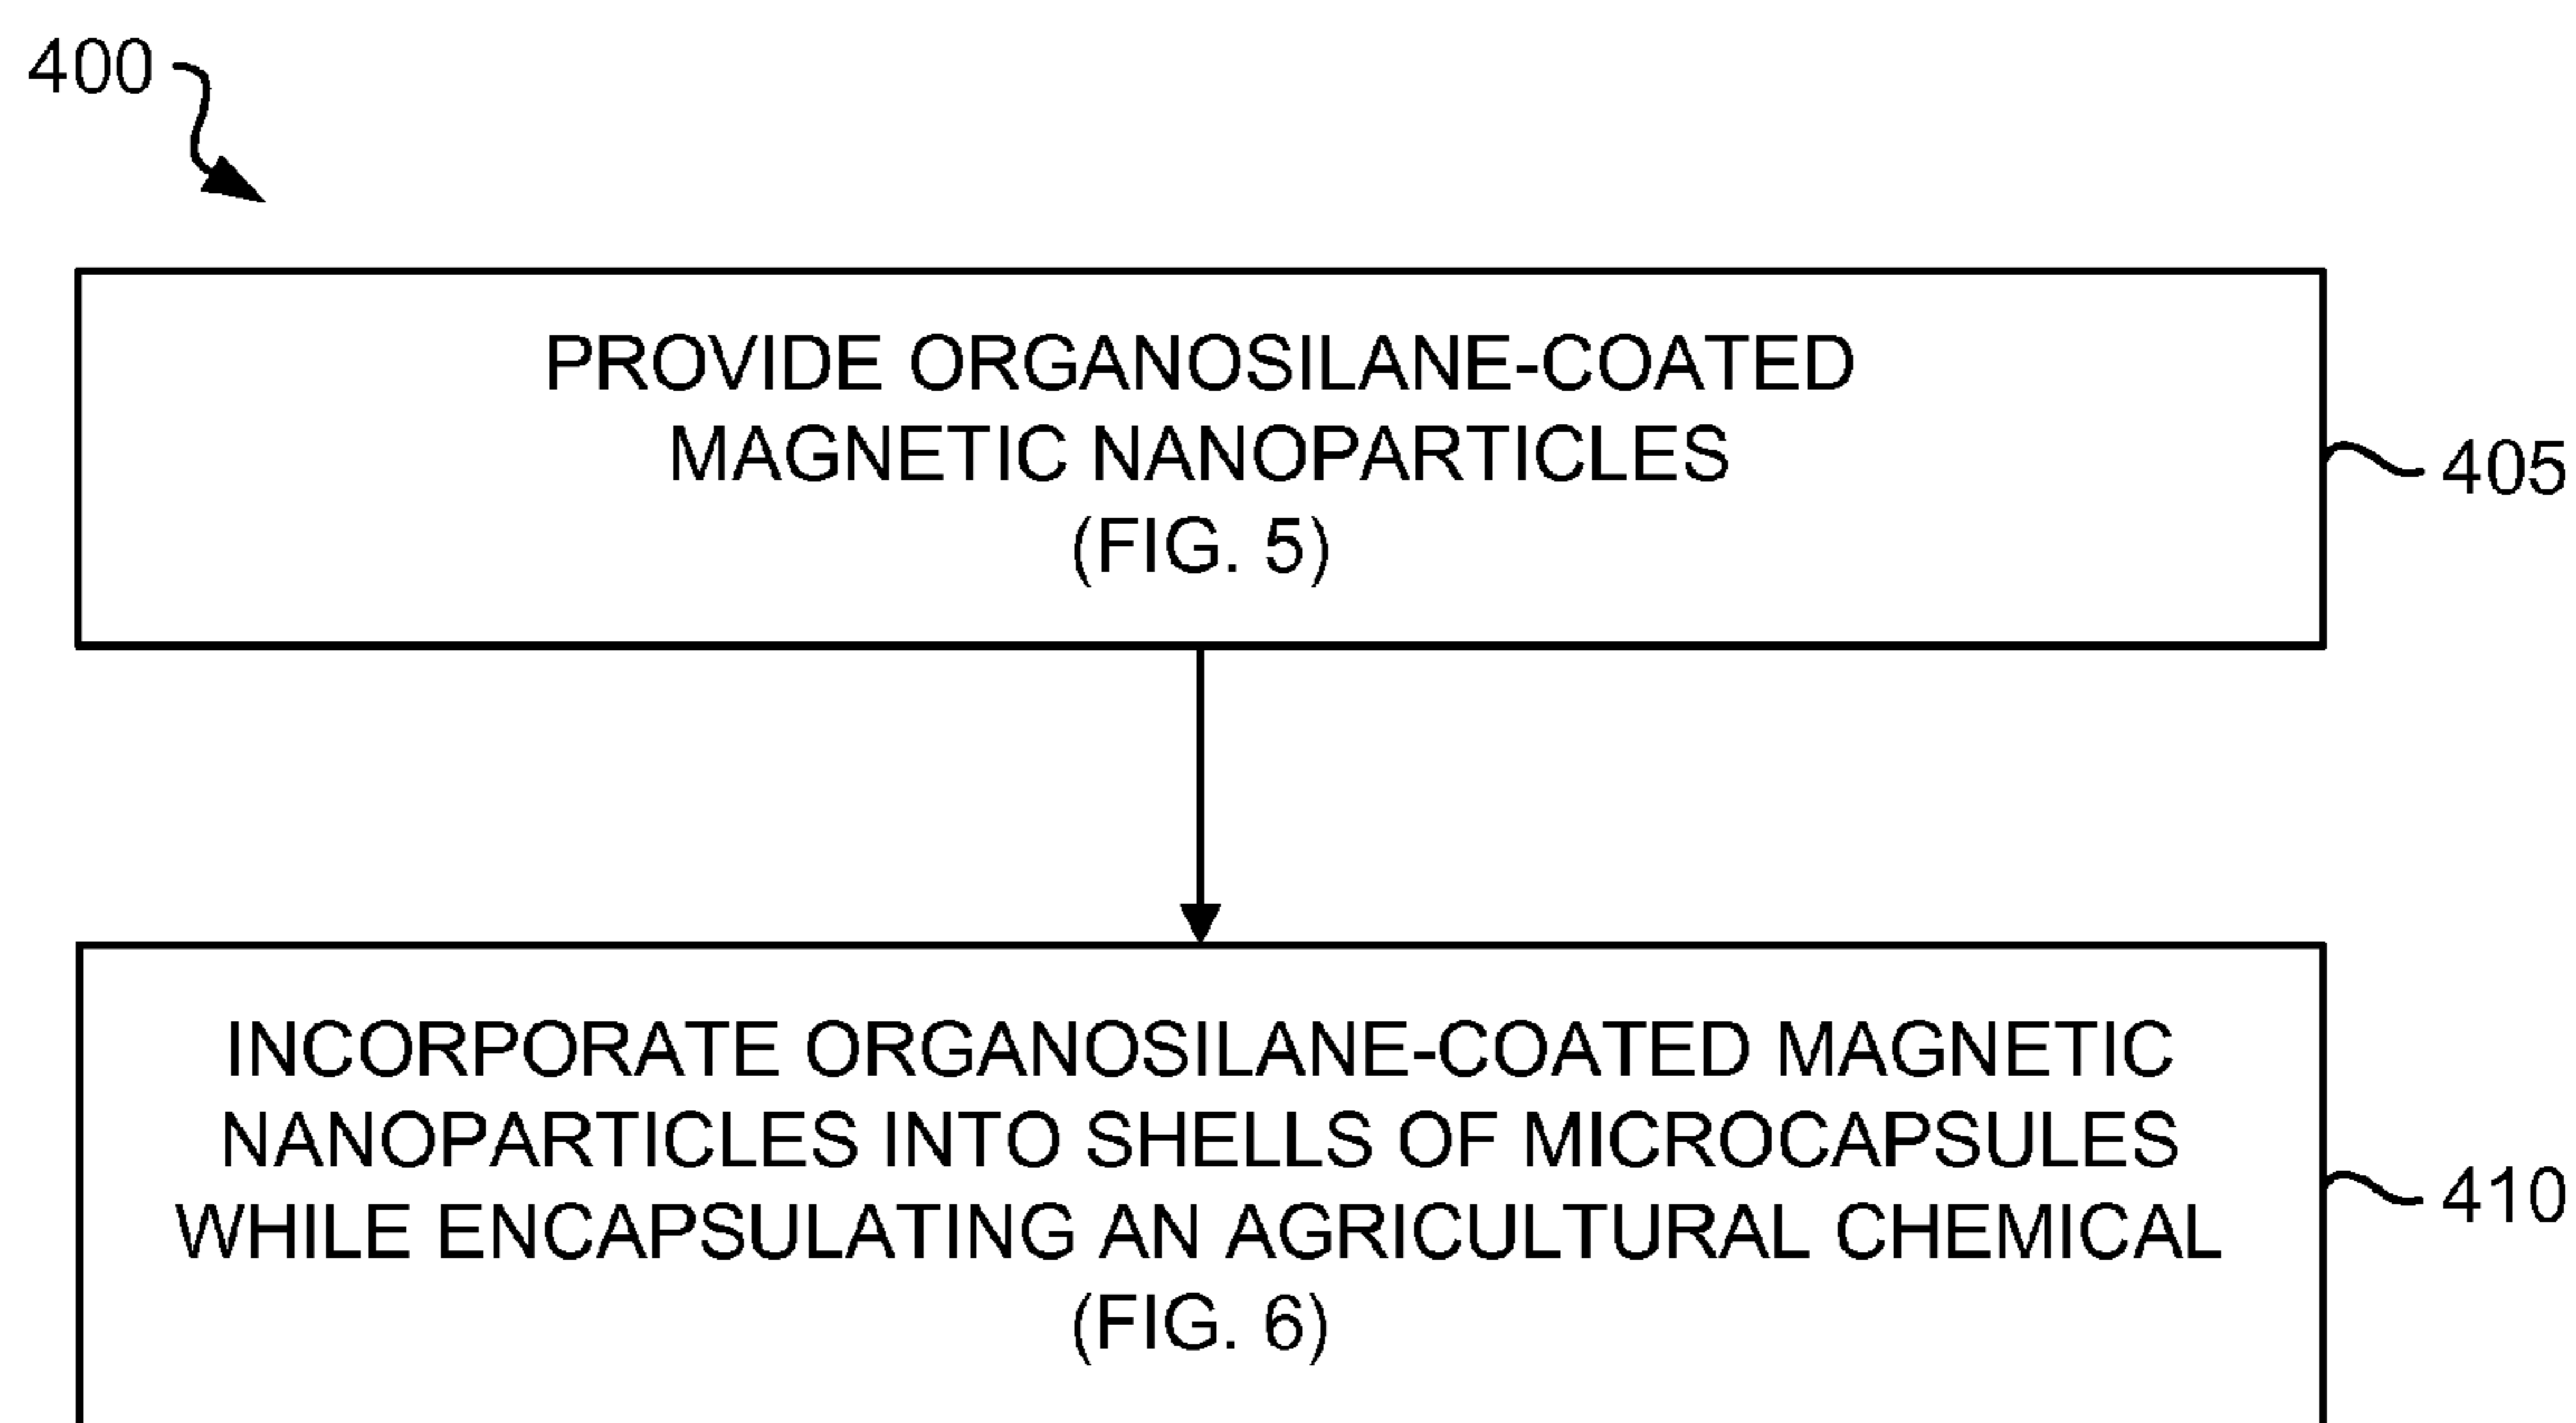 400
PROVIDE ORGANOSILANE-COATED
MAGNETIC NANOPARTICLES
(FIG. 5)
405
INCORPORATE ORGANOSILANE-COATED MAGNETIC
NANOPARTICLES INTO SHELLS OF MICROCAPSULES
WHILE ENCAPSULATING AN AGRICULTURAL CHEMICAL
(FIG. 6)
410